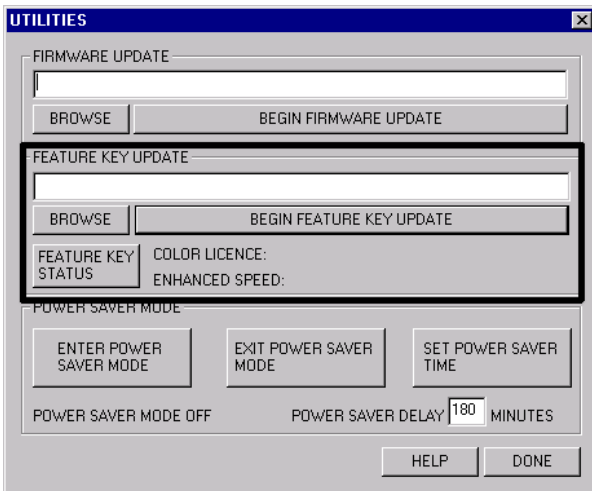 UTILITIES
FIRMWARE UPDATE
BROWSE BEGIN FIRMWARE UPDATE
FEATURE KEY UPDATE
BROWSE BEGIN FEATURE KEY UPDATE
FEATURE KEY STATUS
COLOR LICENCE:
ENHANCED SPEED:
POWER SAVER MODE
ENTER POWER
SAVER MODE
EXIT POWER SAVER
MODE
SET POWER SAVER
TIME
POWER SAVER MODE OFF POWER SAVER DELAY 180 MINUTES
HELP DONE